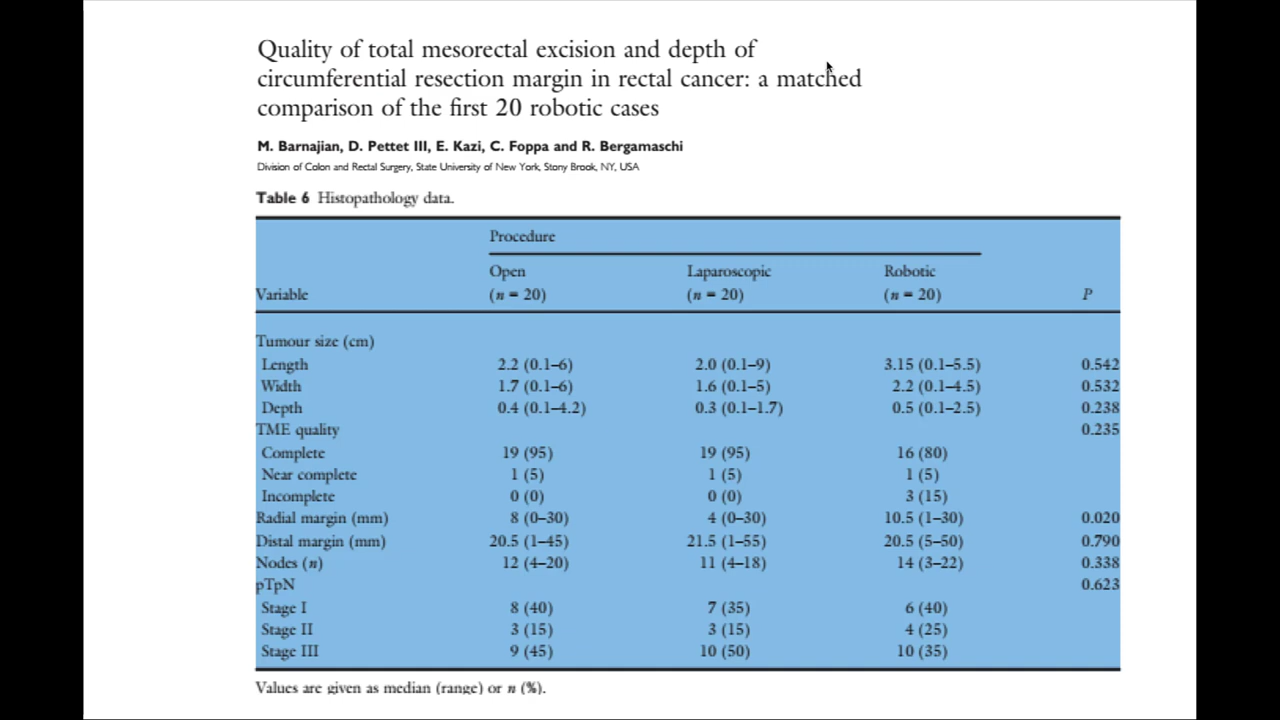 Quality of total mesorectal excision and depth of
circumferential resection margin in rectal cancer: a matched
comparison of the first 20 robotic cases
M. Barnajian, D. Pettet III, E. Kazi, C. Foppa and R. Bergamaschi
Division of Colon and Rectal Surgery, State University of New York, Stony Brook, NY, USA
Table 6 Histopathology data.
Procedure
Open Laparoscopic Robotic
Variable (n = 20) (n = 20) (n = 20) P
Tumour size (cm)
Length 2.2 (0.1–6) 2.0 (0.1–9) 3.15 (0.1–5.5) 0.542
Width 1.7 (0.1–6) 1.6 (0.1–5) 2.2 (0.1–4.5) 0.532
Depth 0.4 (0.1–4.2) 0.3 (0.1–1.7) 0.5 (0.1–2.5) 0.238
TME quality 0.235
Complete 19 (95) 19 (95) 16 (80)
Near complete 1 (5) 1 (5) 1 (5)
Incomplete 0 (0) 0 (0) 3 (15)
Radial margin (mm) 8 (0–30) 4 (0–30) 10.5 (1–30) 0.020
Distal margin (mm) 20.5 (1–45) 21.5 (1–55) 20.5 (5–50) 0.790
Nodes (n) 12 (4–20) 11 (4–18) 14 (3–22) 0.338
pTpN 0.623
Stage I 8 (40) 7 (35) 6 (40)
Stage II 3 (15) 3 (15) 4 (25)
Stage III 9 (45) 10 (50) 10 (35)
Values are given as median (range) or n (%).